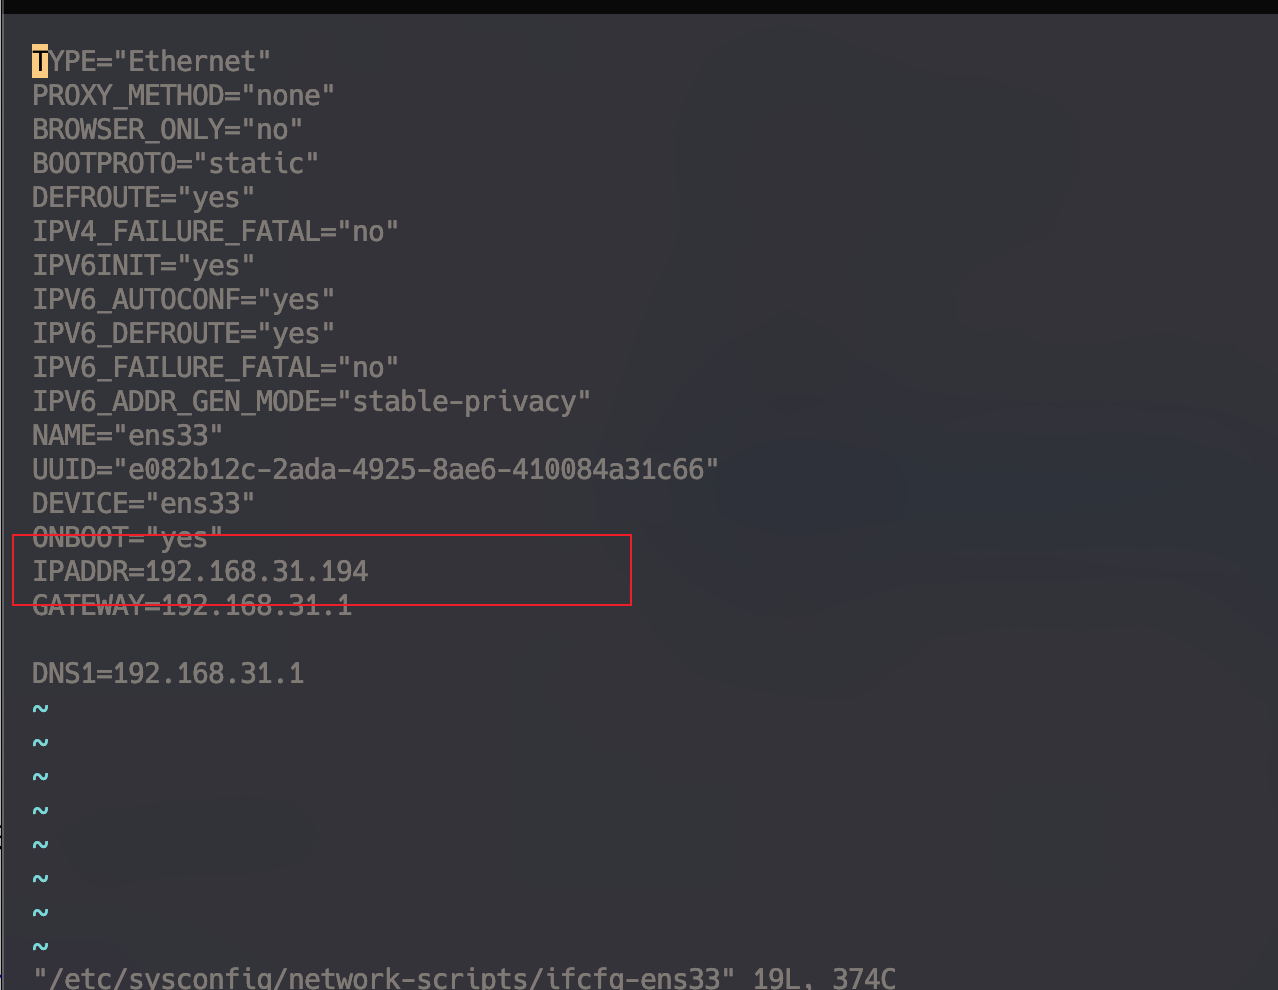 TYPE="Ethernet"
PROXY_METHOD="none"
BROWSER_ONLY="no"
BOOTPROTO="static"
DEFROUTE="yes"
IPV4_FAILURE_FATAL="no"
IPV6INIT="yes"
IPV6_AUTOCONF="yes"
IPV6_DEFROUTE="yes"
IPV6_FAILURE_FATAL="no"
IPV6_ADDR_GEN_MODE="stable-privacy"
NAME="ens33"
UUID="e082b12c-2ada-4925-8ae6-410084a31c66"
DEVICE="ens33"
ONBOOT="yes"
IPADDR=192.168.31.194
GATEWAY=192.168.31.1
DNS1=192.168.31.1
~
~
~
~
~
~
~
~
"/etc/sysconfig/network-scripts/ifcfg-ens33" 19L, 374C